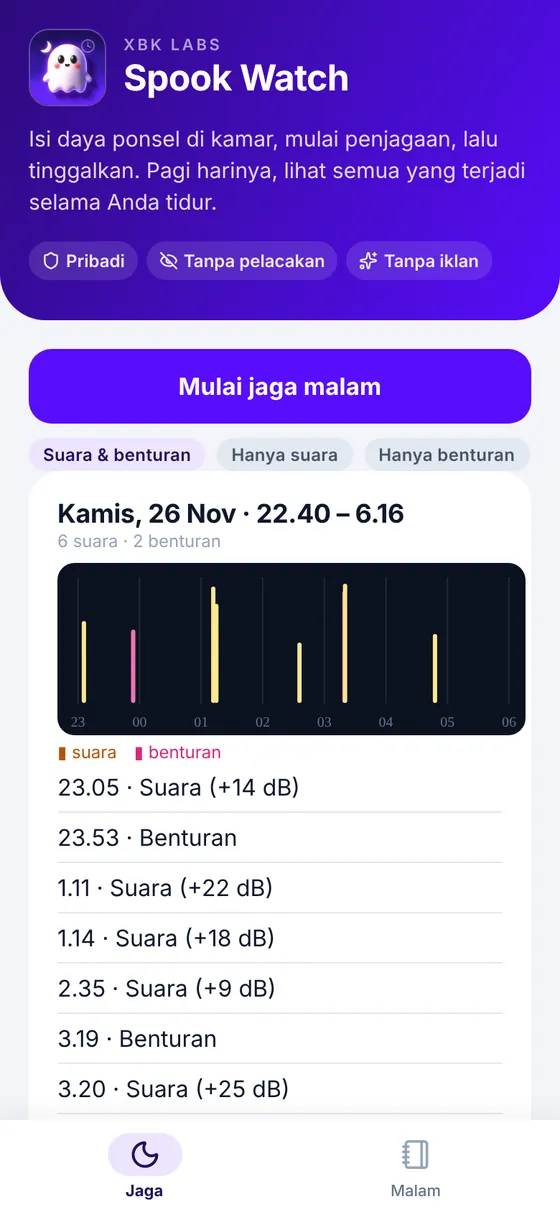 XBK LABS
Spook Watch
Isi daya ponsel di kamar, mulai penjagaan, lalu
tinggalkan. Pagi harinya, lihat semua yang terjadi
selama Anda tidur.
Pribadi
Tanpa pelacakan
Tanpa iklan
Mulai jaga malam
Suara & benturan
Hanya suara
Hanya benturan
Kamis, 26 Nov · 22.40 – 6.16
6 suara · 2 benturan
23 00 01 02 03 04 05 06
suara benturan
23.05 · Suara (+14 dB)
23.53 · Benturan
1.11 · Suara (+22 dB)
1.14 · Suara (+18 dB)
2.35 · Suara (+9 dB)
3.19 · Benturan
3.20 · Suara (+25 dB)
Jaga
Malam